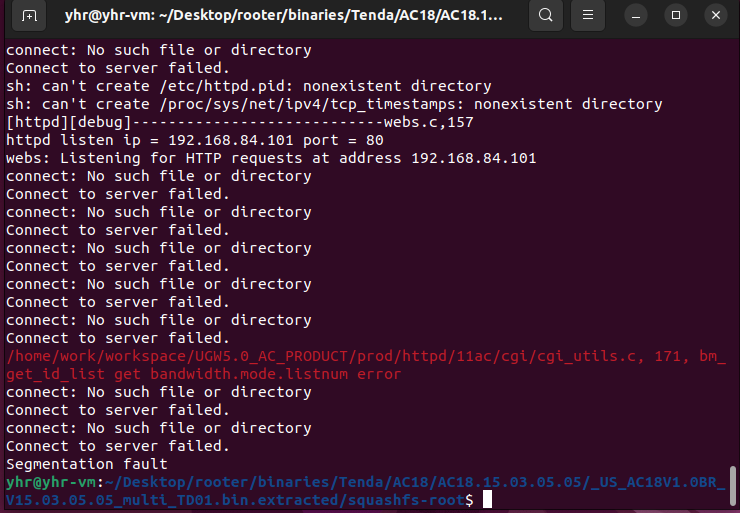 yhr@yhr-vm: ~/Desktop/rooter/binaries/Tenda/AC18/AC18.1...
connect: No such file or directory
Connect to server failed.
sh: can't create /etc/httpd.pid: nonexistent directory
sh: can't create /proc/sys/net/ipv4/tcp_timestamps: nonexistent directory
[httpd][debug]----------------------------webs.c,157
httpd listen ip = 192.168.84.101 port = 80
webs: Listening for HTTP requests at address 192.168.84.101
connect: No such file or directory
Connect to server failed.
connect: No such file or directory
Connect to server failed.
connect: No such file or directory
Connect to server failed.
connect: No such file or directory
Connect to server failed.
connect: No such file or directory
Connect to server failed.
/home/work/workspace/UGW5.0_AC_PRODUCT/prod/httpd/11ac/cgi/cgi_utils.c, 171, bm_
get_id_list get bandwidth.mode.listnum error
connect: No such file or directory
Connect to server failed.
connect: No such file or directory
Connect to server failed.
Segmentation fault
yhr@yhr-vm:~/Desktop/rooter/binaries/Tenda/AC18/AC18.15.03.05.05/_US_AC18V1.0BR_
V15.03.05.05_multi_TD01.bin.extracted/squashfs-root$